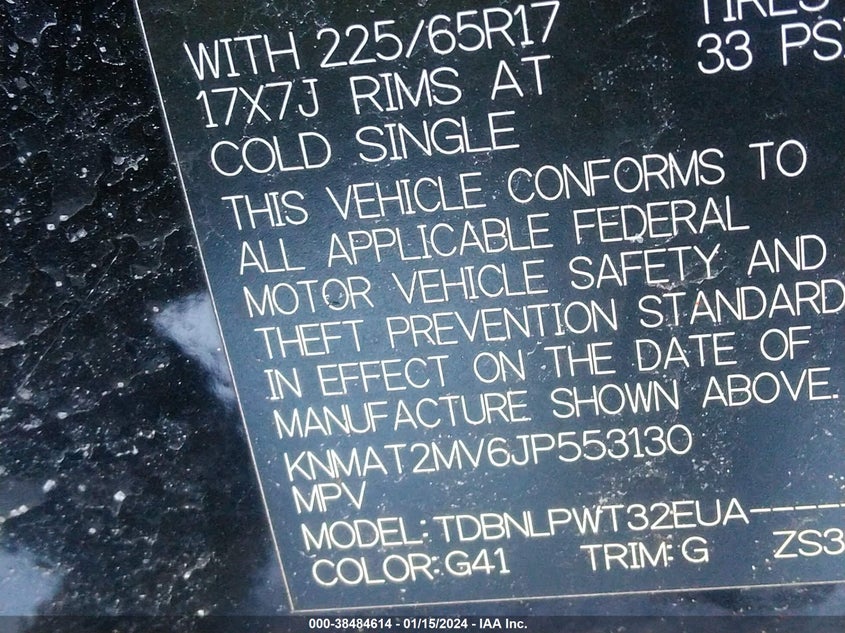 TIRES
WITH 225/65R17 33 PS
17X7J RIMS AT
COLD SINGLE
THIS VEHICLE CONFORMS TO
ALL APPLICABLE FEDERAL
MOTOR VEHICLE SAFETY AND
THEFT PREVENTION STANDARD
IN EFFECT ON THE DATE OF
MANUFACTURE SHOWN ABOVE.
KNMAT2MV6JP553130
MPV
MODEL:TDBNLPWT32EUA-----
COLOR:G41 TRIM:G ZS3
000-38484614 - 01/15/2024 - IAA Inc.